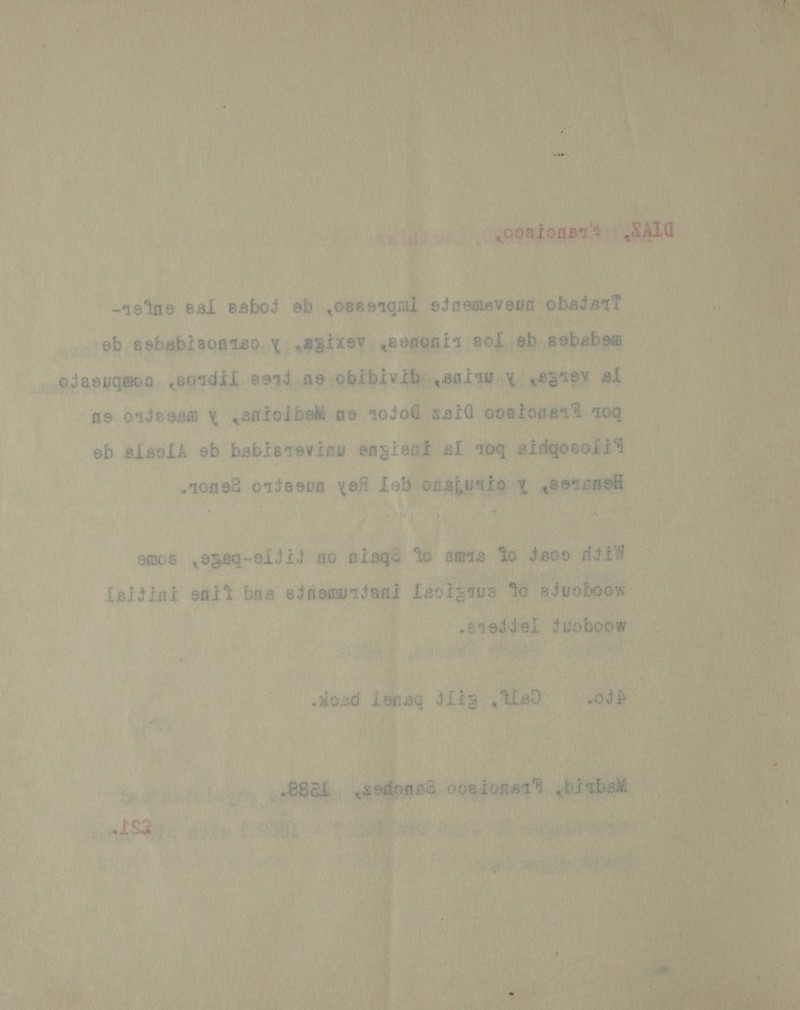 DIAZ, Francisco,
Tratado nuevamente impresso, de todas las enfer-
medades de los rinones, vexiga, y carnosidades de
la verga, y urina, dividido en tres libros, compuesto
por Francisco Diaz Doctor en Medicina, y maestro en
Filosophia por la insigne universidad de Alcala de
Henares, y cirujano del Rey nuestro Senor.
With coat of arms of Spain on title-page, some
woodcuts of surgical instruments and fine initial
woodcut letters.
4to. Calf, gilt panel back.
Madrid, Francisco Sanchez, 1588.
£21.